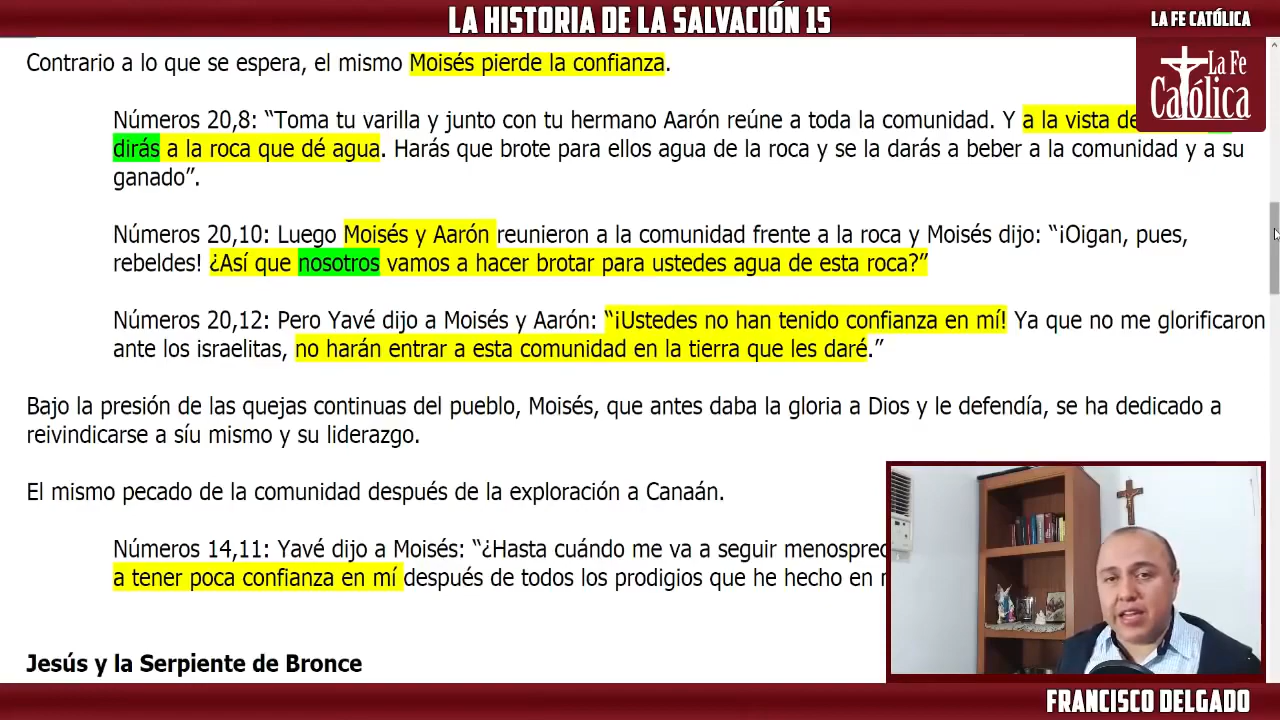 LA HISTORIA DE LA SALVACIÓN 15
LA FE CATÓLICA
Contrario a lo que se espera, el mismo Moisés pierde la confianza.
La Fe
Católica
Números 20,8: “Toma tu varilla y junto con tu hermano Aarón reúne a toda la comunidad. Y a la vista de
dirás a la roca que dé agua. Harás que brote para ellos agua de la roca y se la darás a beber a la comunidad y a su
ganado”.
Números 20,10: Luego Moisés y Aarón reunieron a la comunidad frente a la roca y Moisés dijo: “¡Oigan, pues,
rebeldes! ¿Así que nosotros vamos a hacer brotar para ustedes agua de esta roca?”
Números 20,12: Pero Yavé dijo a Moisés y Aarón: “¡Ustedes no han tenido confianza en mí! Ya que no me glorificaron
ante los israelitas, no harán entrar a esta comunidad en la tierra que les daré.”
Bajo la presión de las quejas continuas del pueblo, Moisés, que antes daba la gloria a Dios y le defendía, se ha dedicado a
reivindicarse a síu mismo y su liderazgo.
El mismo pecado de la comunidad después de la exploración a Canaán.
Números 14,11: Yavé dijo a Moisés: “¿Hasta cuándo me va a seguir
a tener poca confianza en mí después de todos los prodigios que he hecho en
Jesús y la Serpiente de Bronce
FRANCISCO DELGADO